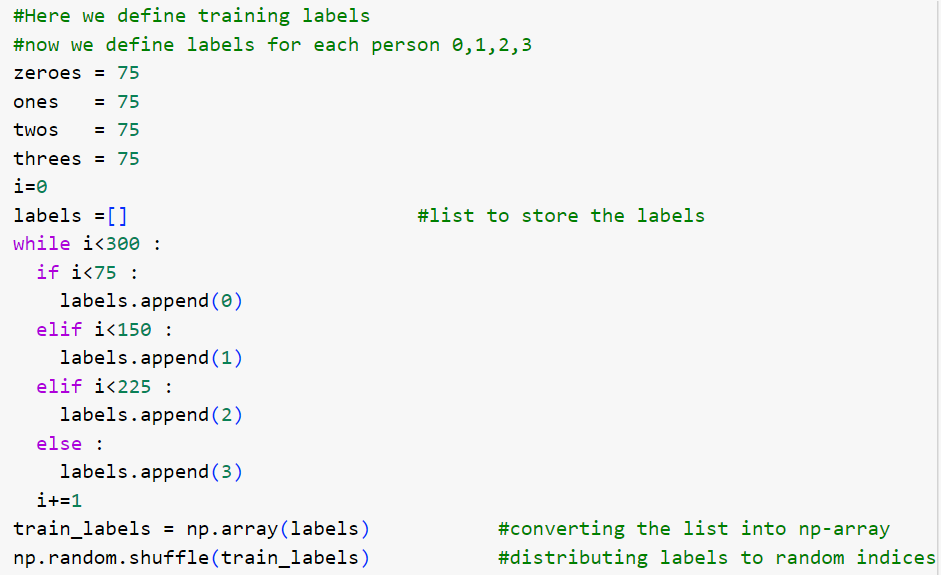 #Here we define training labels
#now we define labels for each person 0,1,2,3
zeroes = 75
ones   = 75
twos   = 75
threes = 75
i=0
labels =[]                         #list to store the labels
while i<300 :
  if i<75 :
    labels.append(0)
  elif i<150 :
    labels.append(1)
  elif i<225 :
    labels.append(2)
  else :
    labels.append(3)
  i+=1
train_labels = np.array(labels)           #converting the list into np-array
np.random.shuffle(train_labels)           #distributing labels to random indices